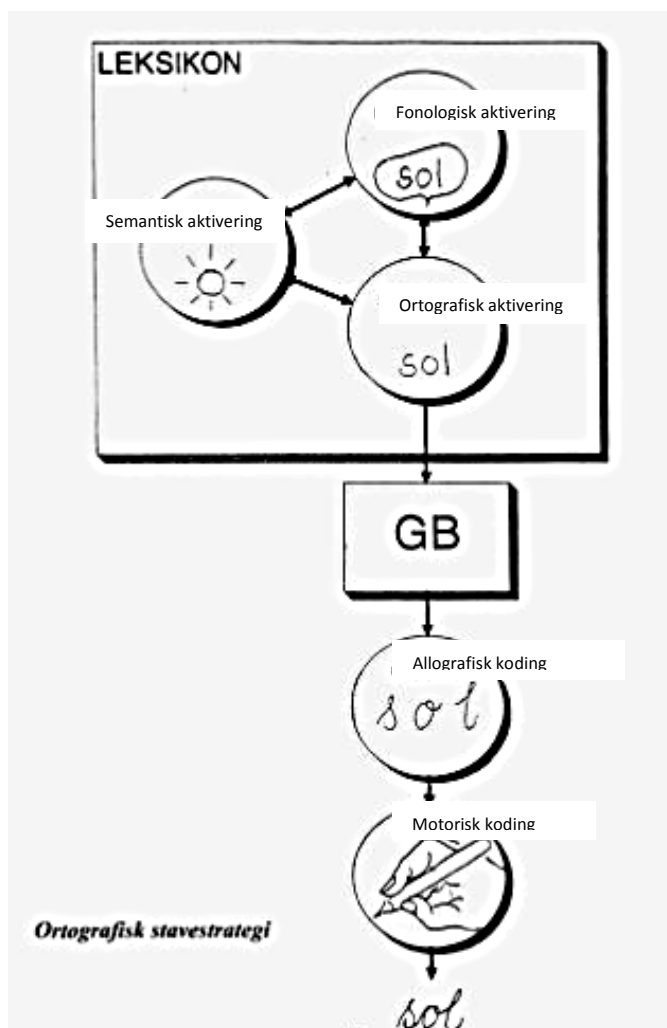 LEKSIKON
Fonologisk aktivering
sol
Semantisk aktivering
Ortografisk aktivering
sol
GB
Allografisk koding
sol
Motorisk koding
Ortografisk stavestrategi
sol